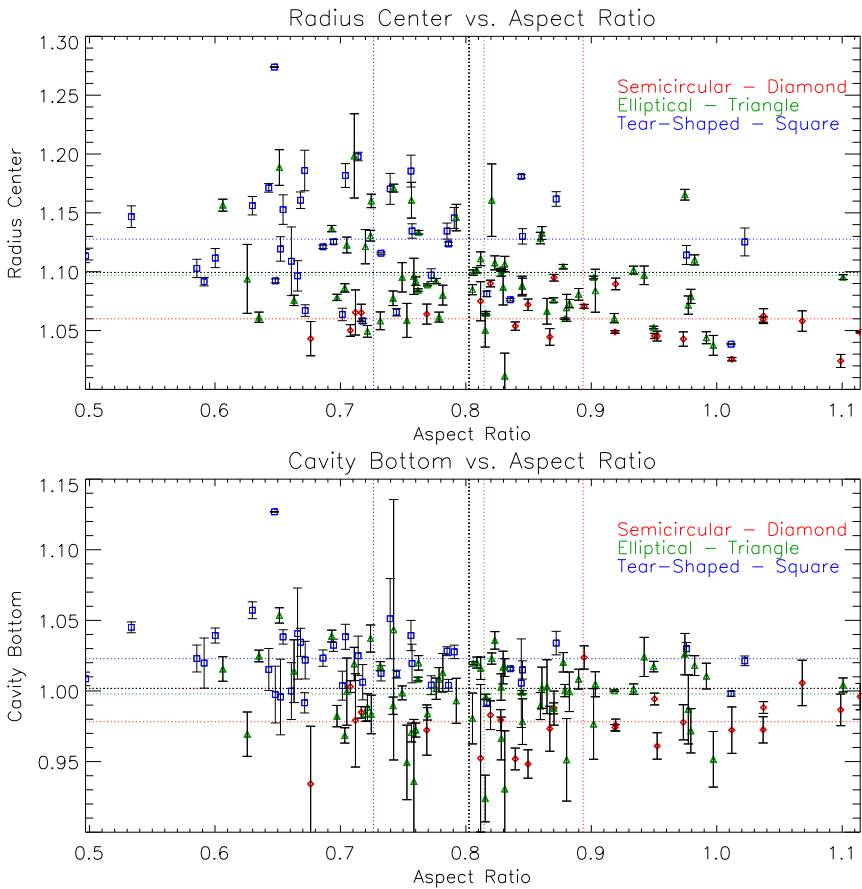 Radius Center vs. Aspect Ratio
1.30
1.25
1.20
1.15
1.10
1.05
Radius Center
Semicircular – Diamond
Elliptical – Triangle
Tear–Shaped – Square
0.5 0.6 0.7 0.8 0.9 1.0 1.1
Aspect Ratio
Cavity Bottom vs. Aspect Ratio
1.15
1.10
1.05
1.00
0.95
Cavity Bottom
Semicircular – Diamond
Elliptical – Triangle
Tear–Shaped – Square
0.5 0.6 0.7 0.8 0.9 1.0 1.1
Aspect Ratio